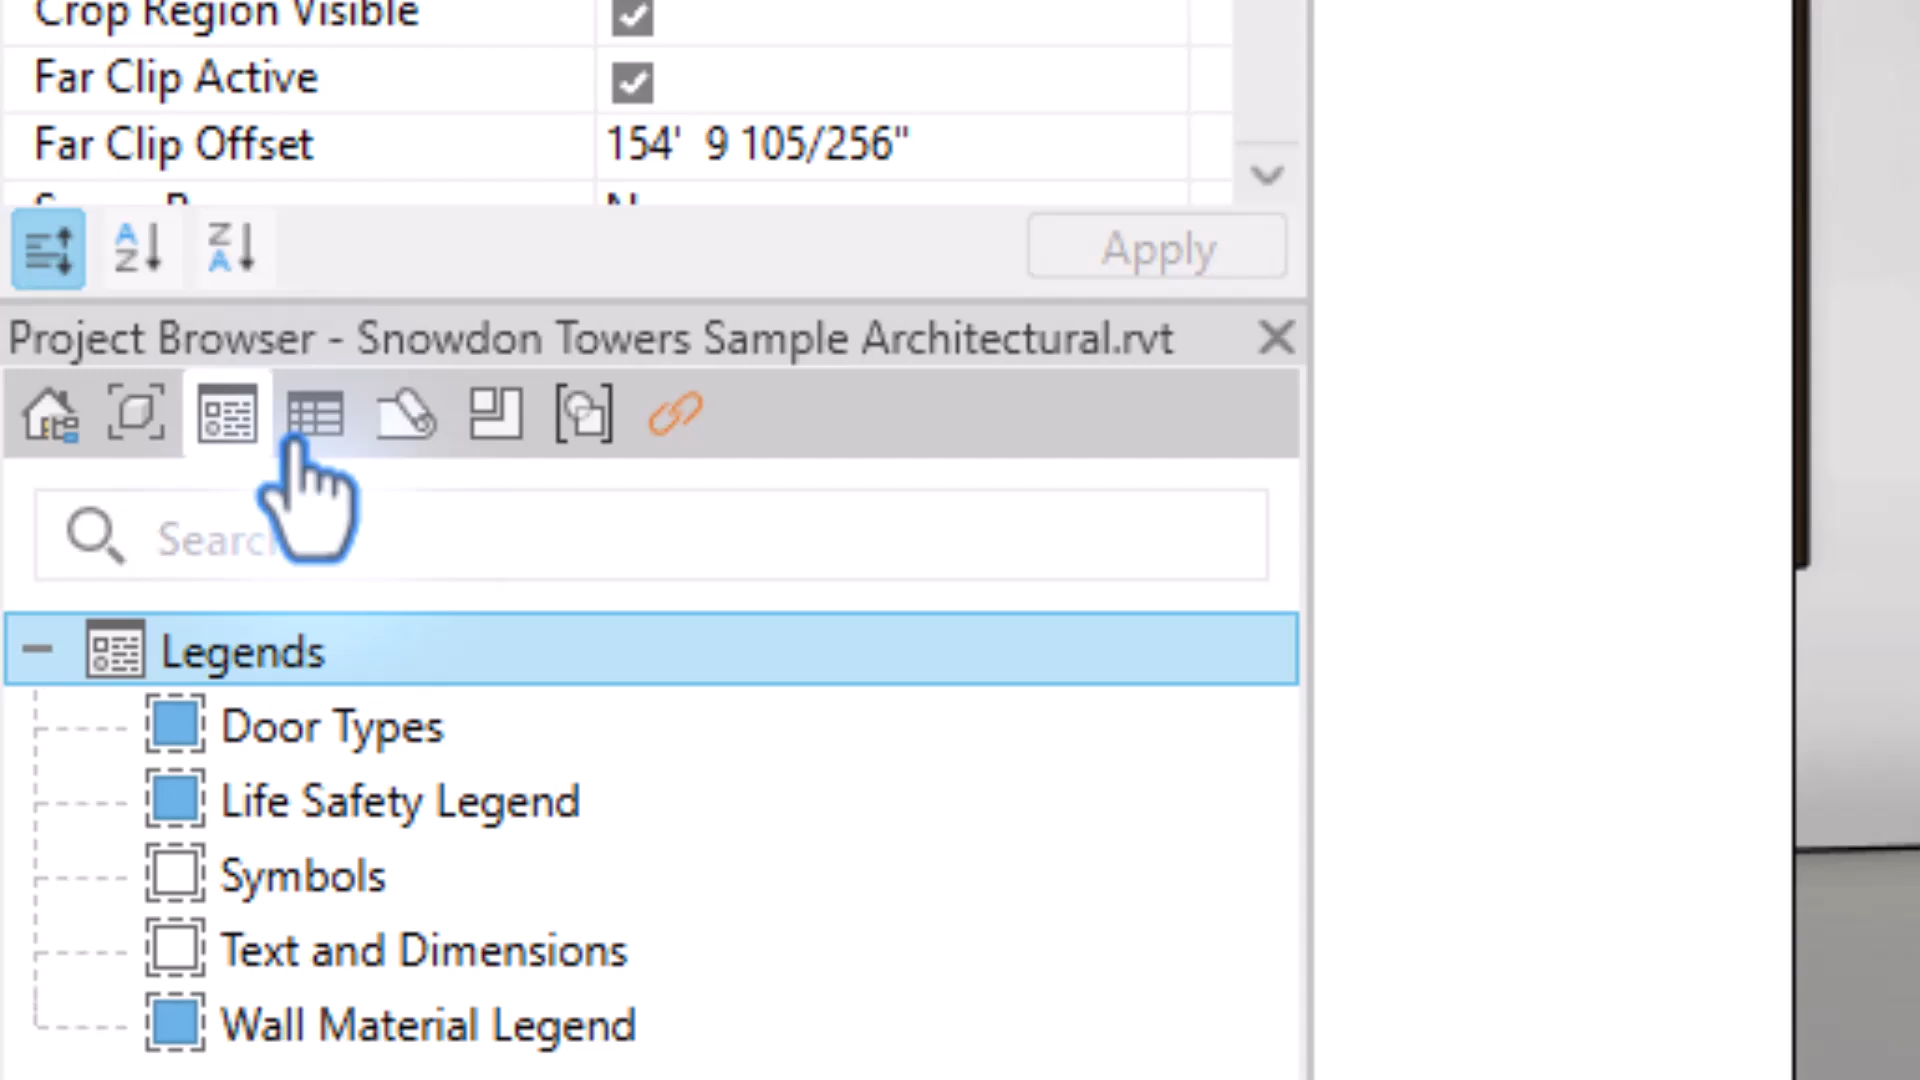 Crop Region Visible
Far Clip Active
Far Clip Offset 154' 9 105/256"
A Z Z A Apply
Project Browser - Snowdon Towers Sample Architectural.rvt
Search
Legends
Door Types
Life Safety Legend
Symbols
Text and Dimensions
Wall Material Legend